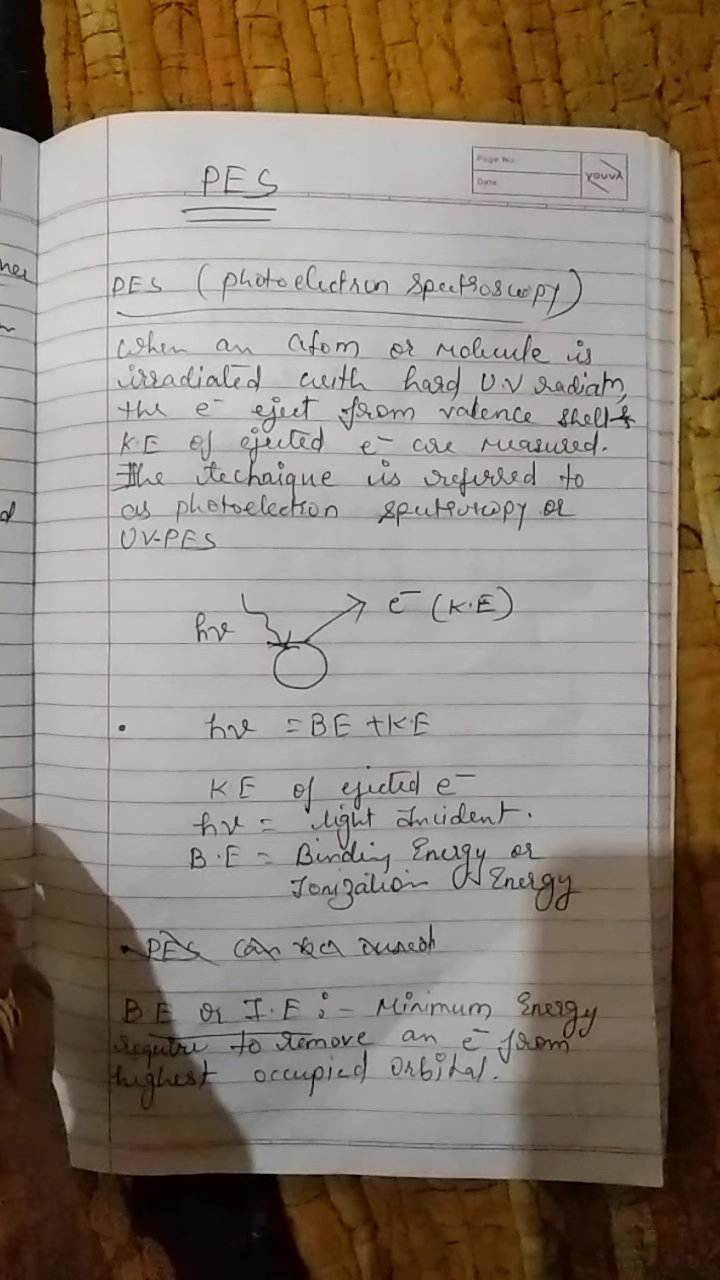 PES
Page No.
Date
YOUVA
PES (photoelectron spectroscopy)
When an atom or molecule is
irradiated with hard U.V radiatn,
the e⁻ eject from valence shell &
K.E of ejected e⁻ are measured.
The technique is referred to
as photoelectron spectroscopy or
UV-PES
hν
e⁻ (K.E)
• hν = BE + K.E
KE of ejected e⁻
hν = light Incident.
B.E = Binding Energy or
Ionization Energy
• PES can
B.E or I.E :- Minimum Energy
require to remove an e⁻ from
highest occupied orbital.